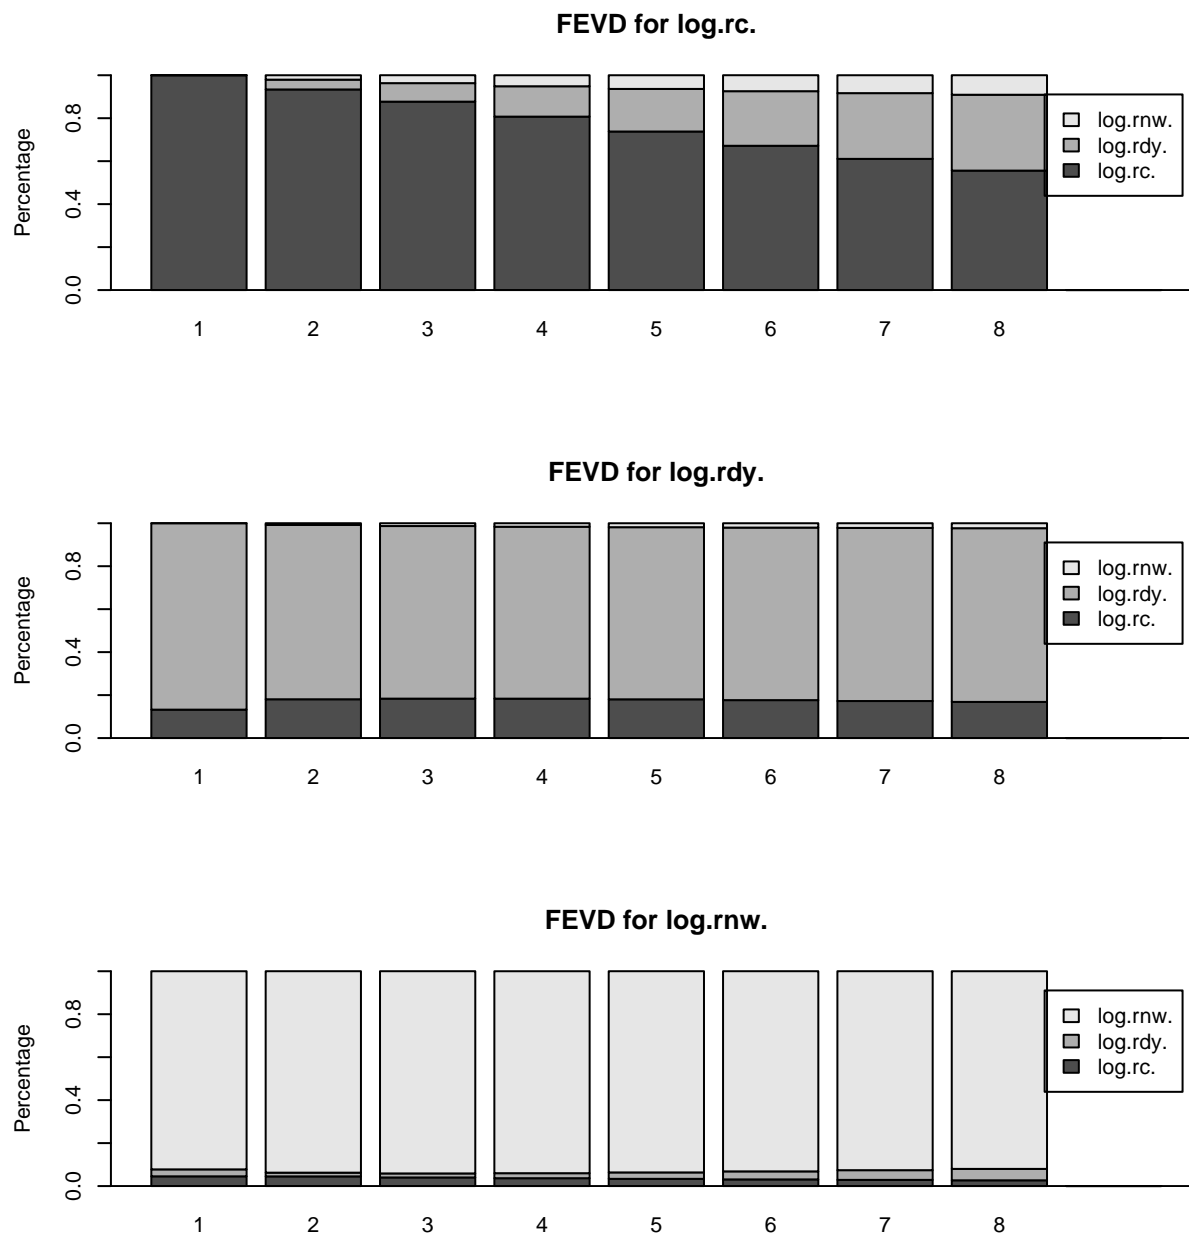 FEVD for log.rc.
Percentage
0.0 0.4 0.8
log.rnw.
log.rdy.
log.rc.
1 2 3 4 5 6 7 8
FEVD for log.rdy.
Percentage
0.0 0.4 0.8
log.rnw.
log.rdy.
log.rc.
1 2 3 4 5 6 7 8
FEVD for log.rnw.
Percentage
0.0 0.4 0.8
log.rnw.
log.rdy.
log.rc.
1 2 3 4 5 6 7 8